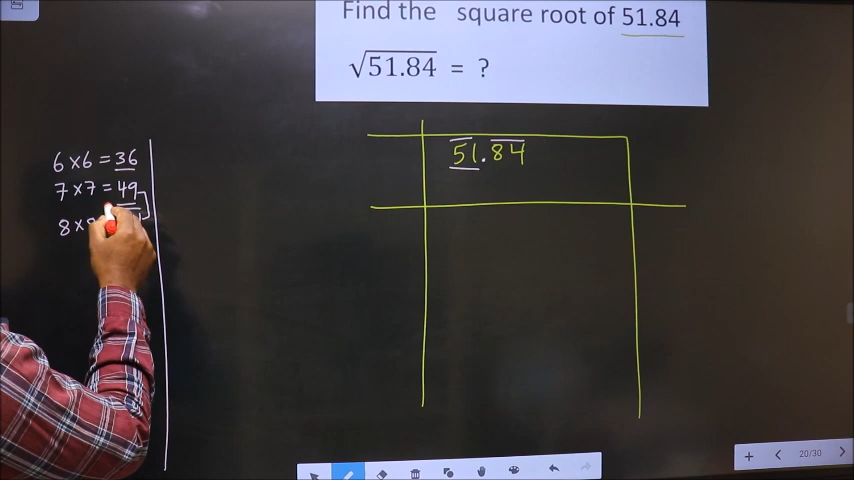 Find the square root of 51.84
√51.84 = ?
51.84
6×6=36
7×7=49
8×
20/30